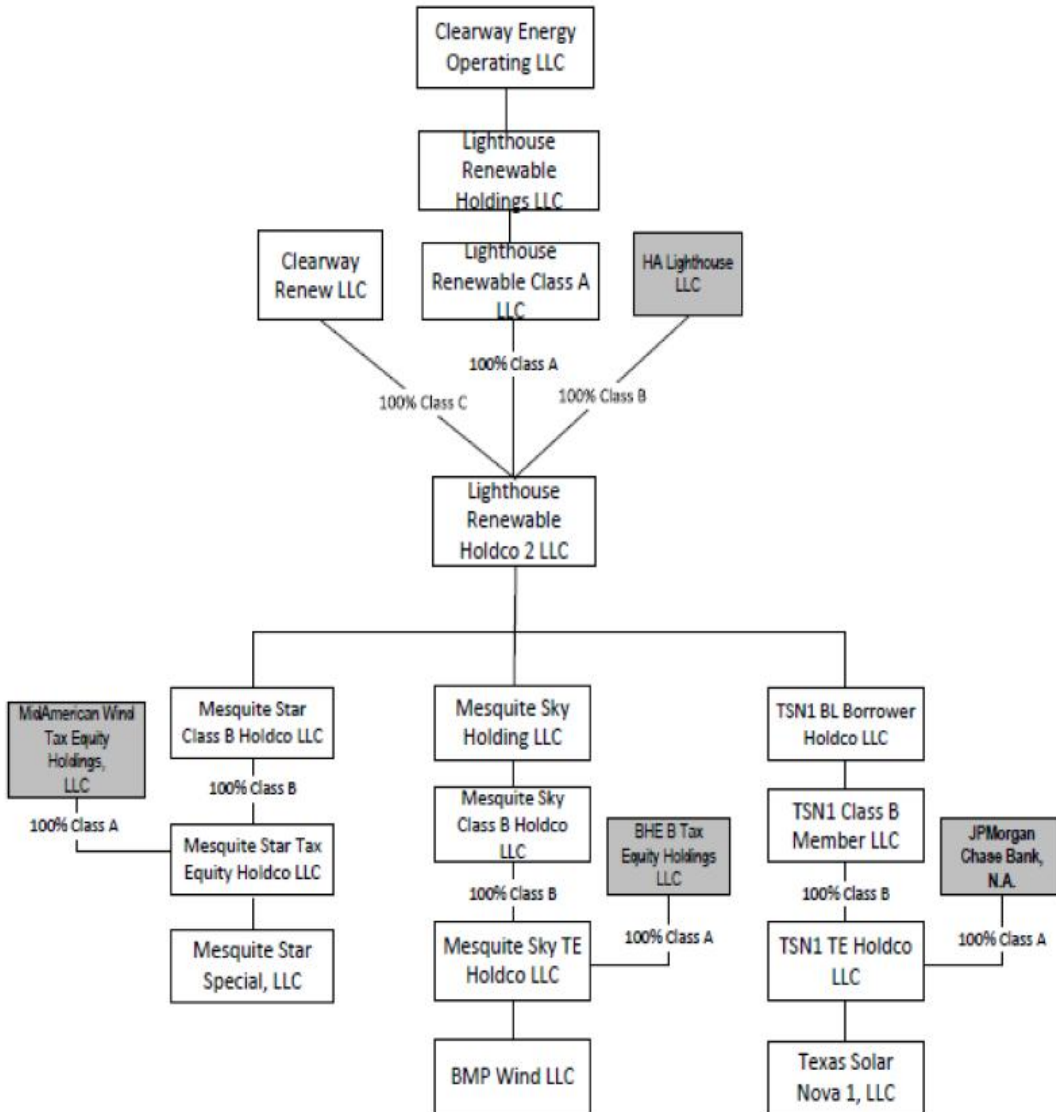 Clearway Energy
Operating LLC
Lighthouse
Renewable
Holdings LLC
Clearway
Renew LLC
Lighthouse
Renewable Class A
LLC
HA Lighthouse
LLC
100% Class A
100% Class C
100% Class B
Lighthouse
Renewable
Holdco 2 LLC
MidAmerican Wind
Tax Equity
Holdings,
LLC
Mesquite Star
Class B Holdco LLC
Mesquite Sky
Holding LLC
TSN1 BL Borrower
Holdco LLC
100% Class B
100% Class A
Mesquite Sky
Class B Holdco
LLC
TSN1 Class B
Member LLC
Mesquite Star Tax
Equity Holdco LLC
BHE B Tax
Equity Holdings
LLC
JPMorgan
Chase Bank,
N.A.
100% Class B
100% Class B
100% Class A
100% Class A
Mesquite Star
Special, LLC
Mesquite Sky TE
Holdco LLC
TSN1 TE Holdco
LLC
BMP Wind LLC
Texas Solar
Nova 1, LLC